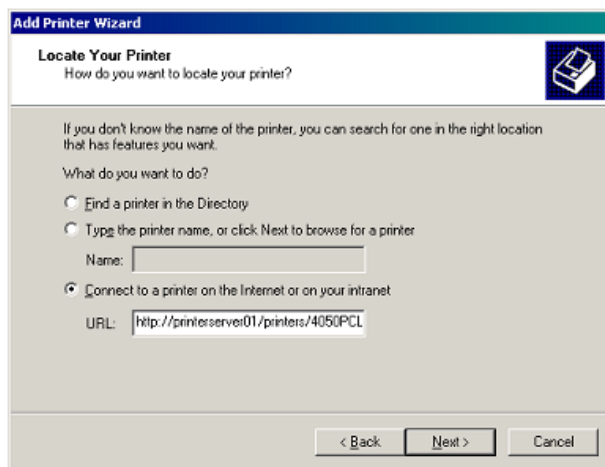 Add Printer Wizard
Locate Your Printer
How do you want to locate your printer?
If you don't know the name of the printer, you can search for one in the right location
that has features you want.
What do you want to do?
Find a printer in the Directory
Type the printer name, or click Next to browse for a printer
Name:
Connect to a printer on the Internet or on your intranet
URL: http://printerserver01/printers/4050PCL
< Back Next > Cancel